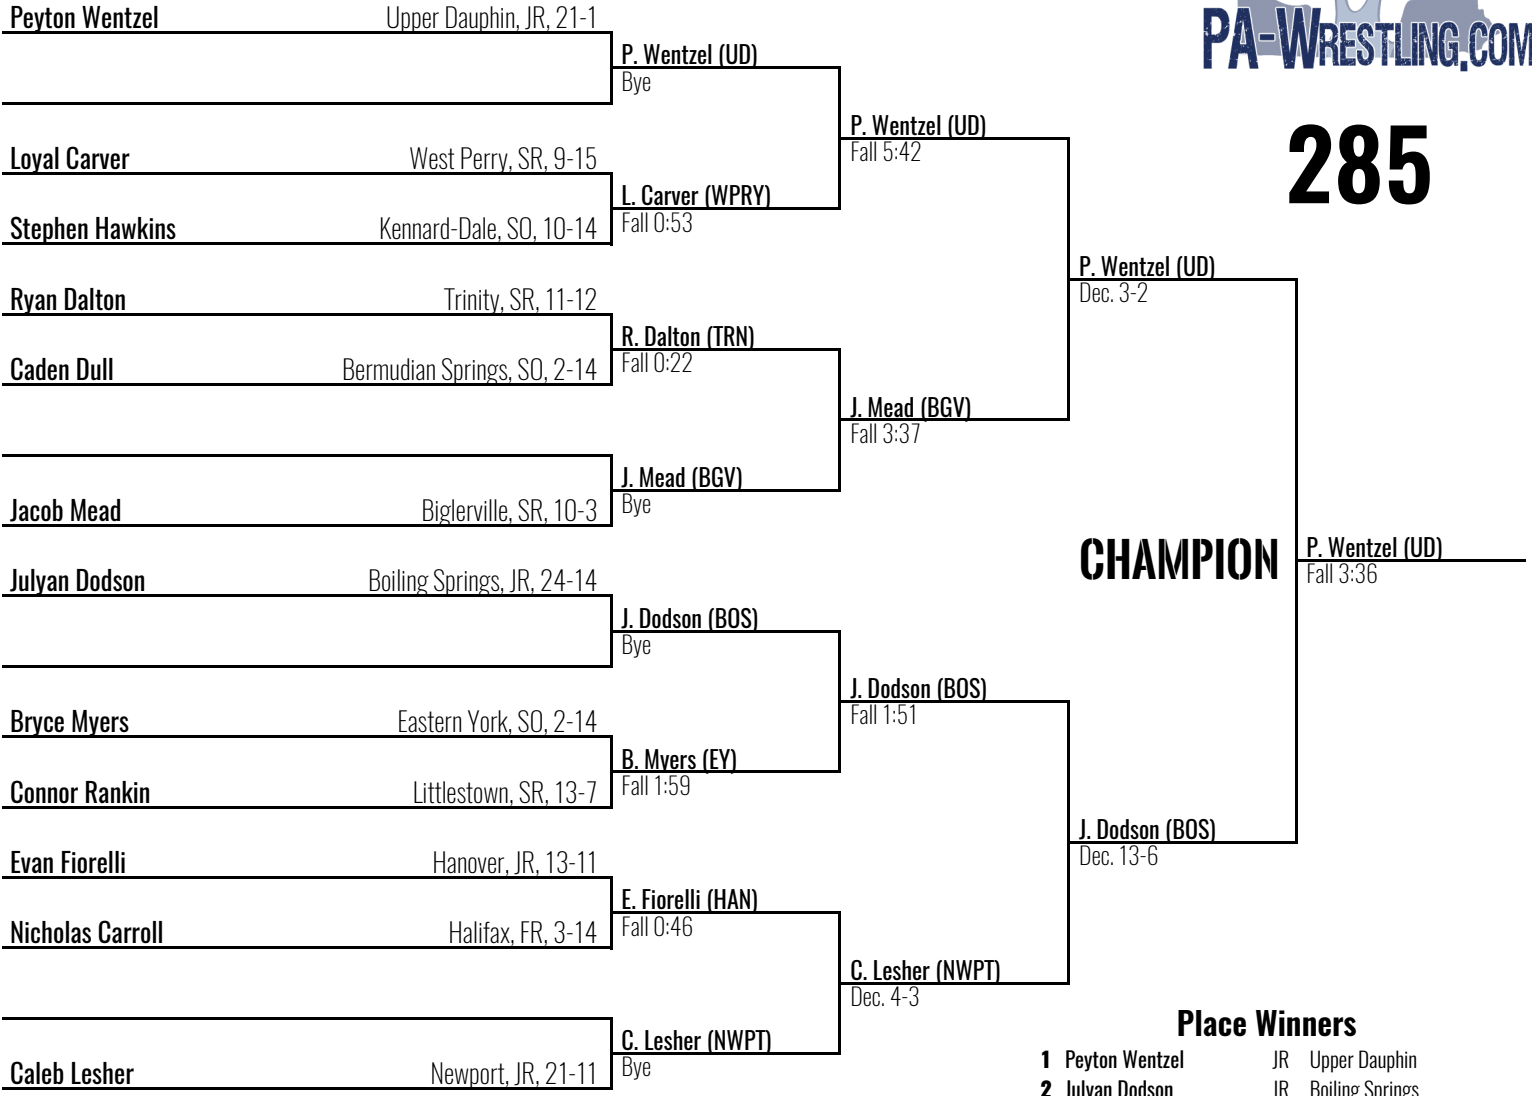 Peyton Wentzel Upper Dauphin, JR, 21-1
P. Wentzel (UD)
Bye
PA-WRESTLING.COM
P. Wentzel (UD)
Fall 5:42
285
Loyal Carver West Perry, SR, 9-15
L. Carver (WPRY)
Fall 0:53
Stephen Hawkins Kennard-Dale, SO, 10-14
P. Wentzel (UD)
Dec. 3-2
Ryan Dalton Trinity, SR, 11-12
R. Dalton (TRN)
Fall 0:22
Caden Dull Bermudian Springs, SO, 2-14
J. Mead (BGV)
Fall 3:37
J. Mead (BGV)
Bye
Jacob Mead Biglerville, SR, 10-3
CHAMPION
P. Wentzel (UD)
Fall 3:36
Julyan Dodson Boiling Springs, JR, 24-14
J. Dodson (BOS)
Bye
J. Dodson (BOS)
Fall 1:51
Bryce Myers Eastern York, SO, 2-14
B. Myers (EY)
Fall 1:59
Connor Rankin Littlestown, SR, 13-7
J. Dodson (BOS)
Dec. 13-6
Evan Fiorelli Hanover, JR, 13-11
E. Fiorelli (HAN)
Fall 0:46
Nicholas Carroll Halifax, FR, 3-14
C. Lesher (NWPT)
Dec. 4-3
C. Lesher (NWPT)
Bye
Caleb Lesher Newport, JR, 21-11
Place Winners
1 Peyton Wentzel JR Upper Dauphin
2 Julyan Dodson JR Boiling Springs